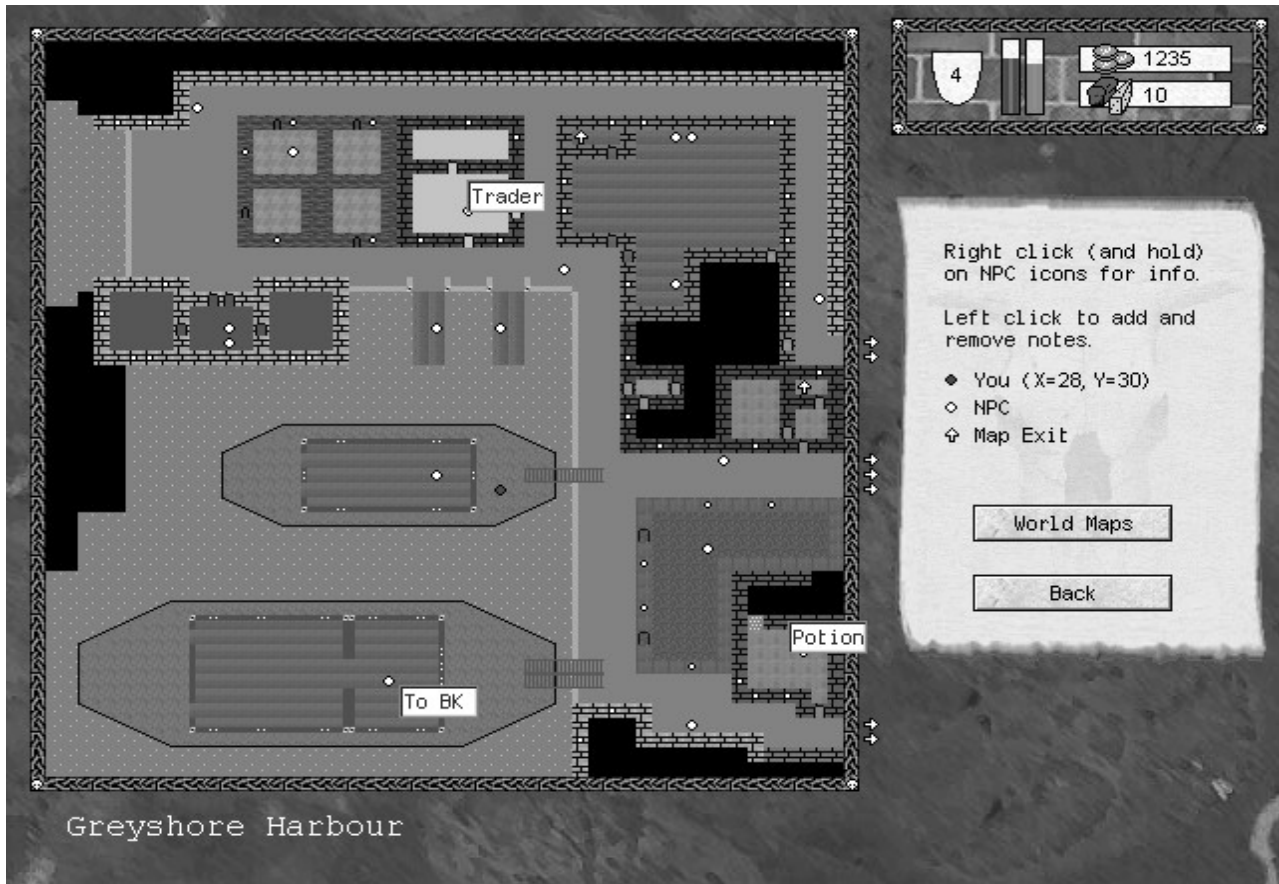 4
1235
10
Trader
Right click (and hold)
on NPC icons for info.
Left click to add and
remove notes.
You (X=28, Y=30)
NPC
Map Exit
World Maps
Back
Potion
To BK
Greyshore Harbour